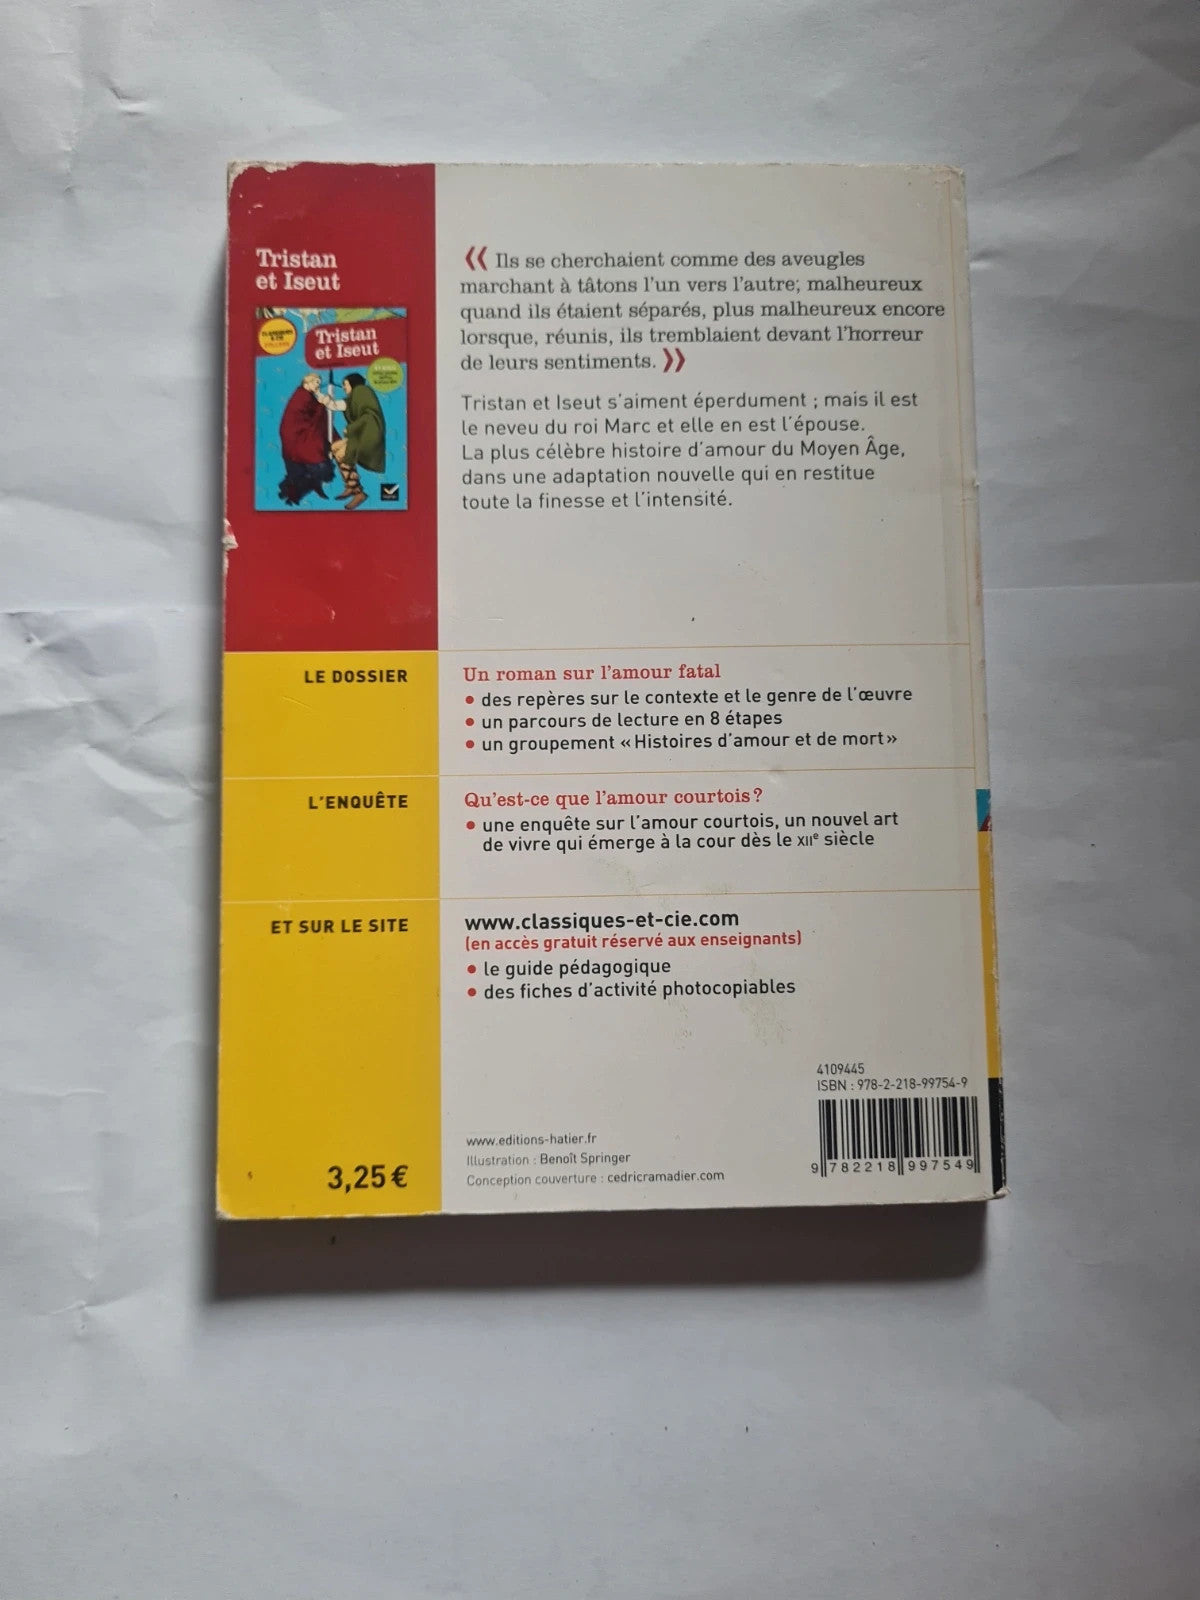 Tristan
et Iseut
CLASSIQUES
& CIE
COLLÈGE
Tristan
et Iseut
« Ils se cherchaient comme des aveugles
marchant à tâtons l'un vers l'autre; malheureux
quand ils étaient séparés, plus malheureux encore
lorsque, réunis, ils tremblaient devant l'horreur
de leurs sentiments. »
Tristan et Iseut s'aiment éperdument ; mais il est
le neveu du roi Marc et elle en est l'épouse.
La plus célèbre histoire d'amour du Moyen Âge,
dans une adaptation nouvelle qui en restitue
toute la finesse et l'intensité.
LE DOSSIER
Un roman sur l'amour fatal
• des repères sur le contexte et le genre de l'œuvre
• un parcours de lecture en 8 étapes
• un groupement « Histoires d'amour et de mort »
L'ENQUÊTE
Qu'est-ce que l'amour courtois ?
• une enquête sur l'amour courtois, un nouvel art
de vivre qui émerge à la cour dès le XIIe siècle
ET SUR LE SITE
www.classiques-et-cie.com
(en accès gratuit réservé aux enseignants)
• le guide pédagogique
• des fiches d'activité photocopiables
4109445
ISBN : 978-2-218-99754-9
9 782218 997549
www.editions-hatier.fr
Illustration : Benoît Springer
Conception couverture : cedricramadier.com
3,25 €